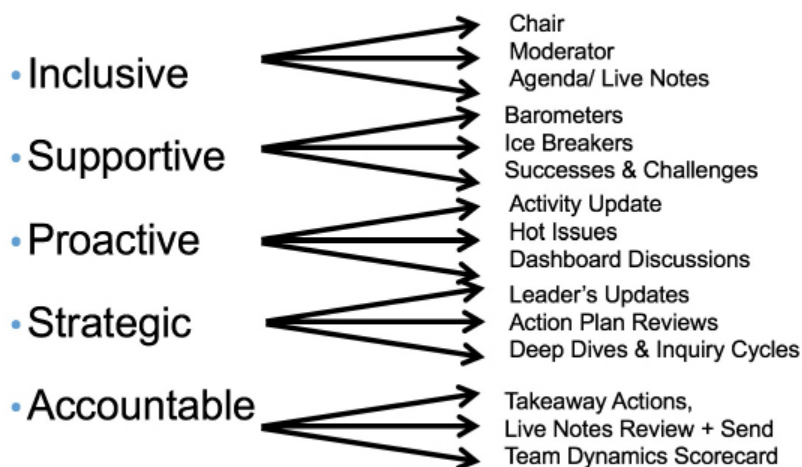 • Inclusive
Chair
Moderator
Agenda/ Live Notes
• Supportive
Barometers
Ice Breakers
Successes & Challenges
• Proactive
Activity Update
Hot Issues
Dashboard Discussions
• Strategic
Leader’s Updates
Action Plan Reviews
Deep Dives & Inquiry Cycles
• Accountable
Takeaway Actions,
Live Notes Review + Send
Team Dynamics Scorecard